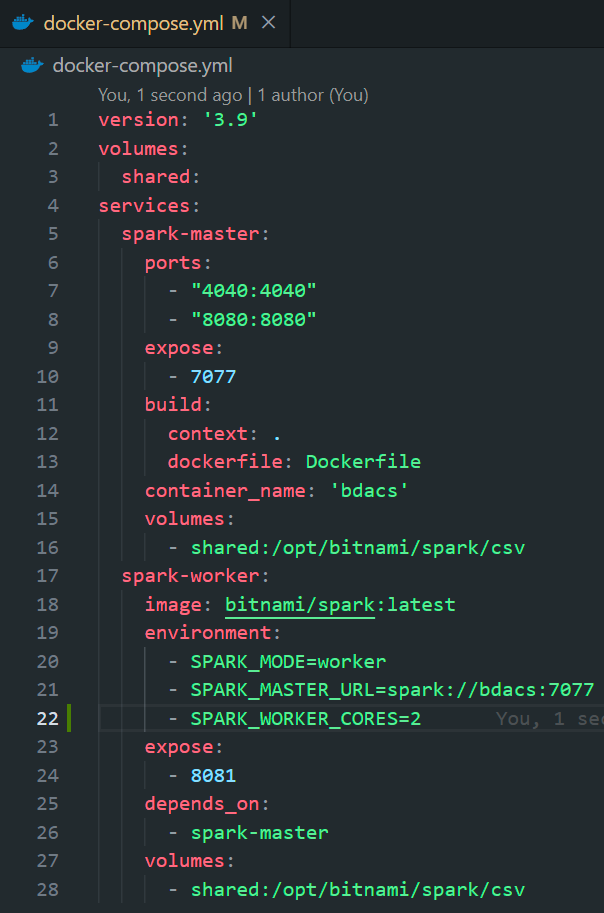 docker-compose.yml M
docker-compose.yml
You, 1 second ago | 1 author (You)
1 version: '3.9'
2 volumes:
3   shared:
4 services:
5   spark-master:
6     ports:
7       - "4040:4040"
8       - "8080:8080"
9     expose:
10       - 7077
11     build:
12       context: .
13       dockerfile: Dockerfile
14     container_name: 'bdacs'
15     volumes:
16       - shared:/opt/bitnami/spark/csv
17   spark-worker:
18     image: bitnami/spark:latest
19     environment:
20       - SPARK_MODE=worker
21       - SPARK_MASTER_URL=spark://bdacs:7077
22       - SPARK_WORKER_CORES=2 You, 1 sec
23     expose:
24       - 8081
25     depends_on:
26       - spark-master
27     volumes:
28       - shared:/opt/bitnami/spark/csv